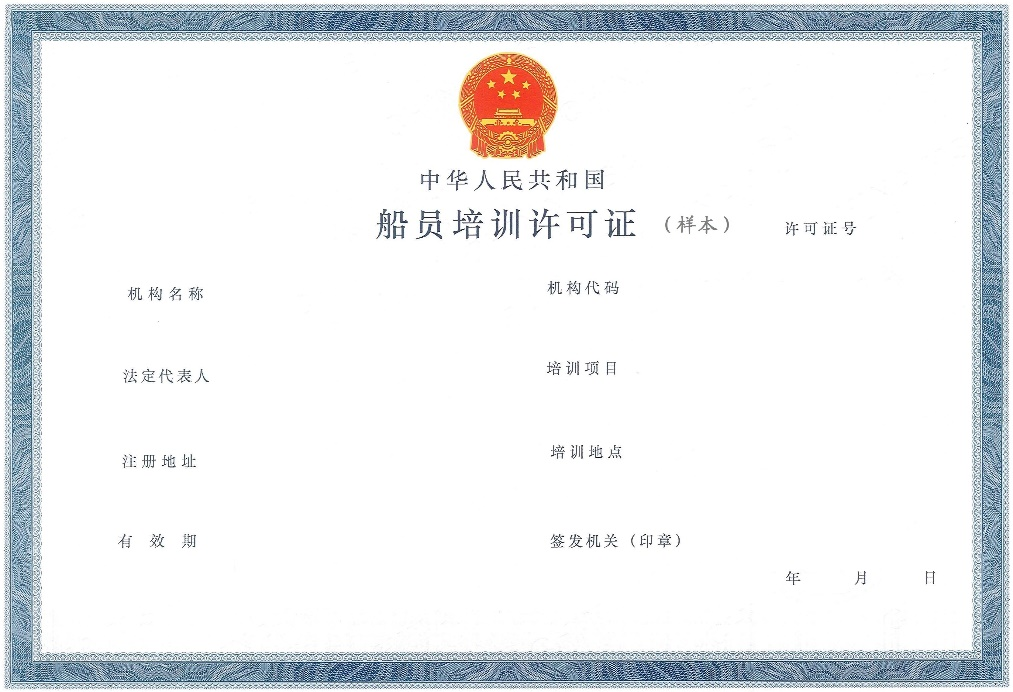 中华人民共和国
船员培训许可证（样本） 许可证号
机构名称 机构代码
法定代表人 培训项目
注册地址 培训地点
有效期 签发机关（印章）
年 月 日